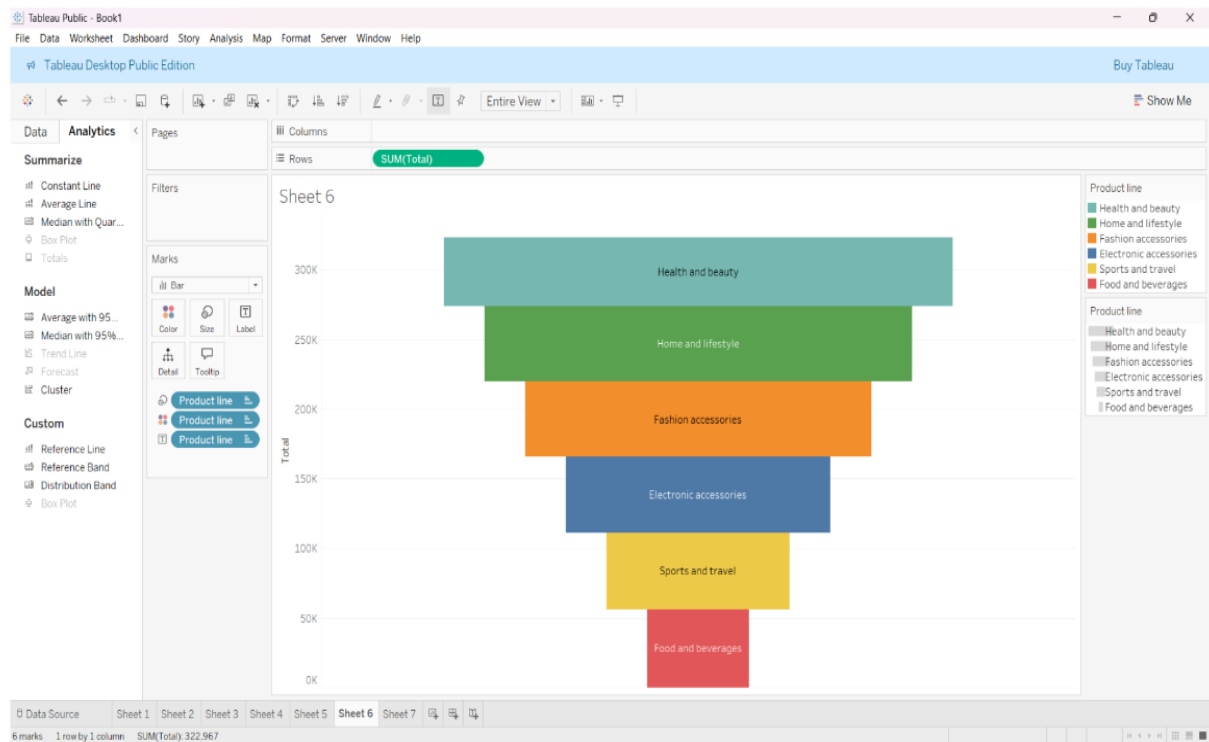 Tableau Public - Book1
File Data Worksheet Dashboard Story Analysis Map Format Server Window Help
Tableau Desktop Public Edition Buy Tableau
Entire View Show Me
Data Analytics
Summarize
Constant Line
Average Line
Median with Quar...
Box Plot
Totals
Model
Average with 95...
Median with 95%...
Trend Line
Forecast
Cluster
Custom
Reference Line
Reference Band
Distribution Band
Box Plot
Pages
Filters
Marks
Bar
Color Size Label
Detail Tooltip
Product line
Product line
Product line
Columns
Rows SUM(Total)
Sheet 6
Total
300K
250K
200K
150K
100K
50K
0K
Health and beauty
Home and lifestyle
Fashion accessories
Electronic accessories
Sports and travel
Food and beverages
Product line
Health and beauty
Home and lifestyle
Fashion accessories
Electronic accessories
Sports and travel
Food and beverages
Product line
Health and beauty
Home and lifestyle
Fashion accessories
Electronic accessories
Sports and travel
Food and beverages
Data Source Sheet 1 Sheet 2 Sheet 3 Sheet 4 Sheet 5 Sheet 6 Sheet 7
6 marks 1 row by 1 column SUM(Total): 322,967